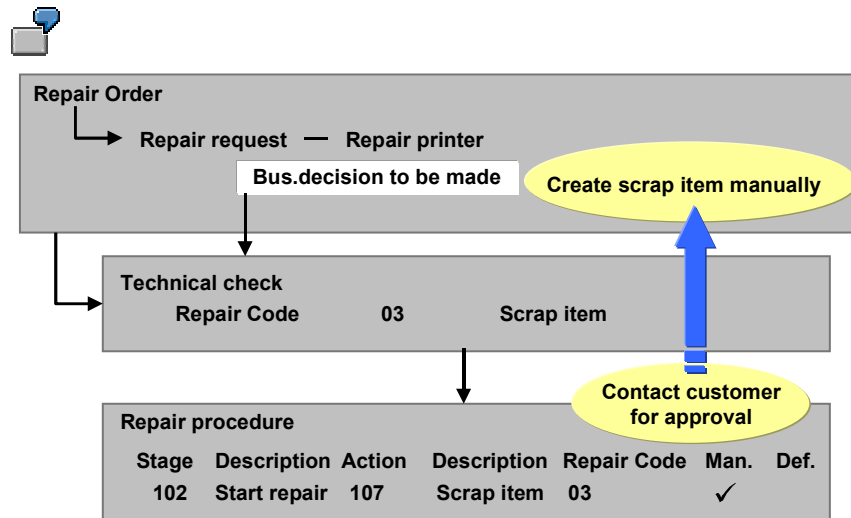 Repair Order
Repair request — Repair printer
Bus.decision to be made
Create scrap item manually
Technical check
Repair Code 03 Scrap item
Contact customer
for approval
Repair procedure
Stage Description Action Description Repair Code Man. Def.
102 Start repair 107 Scrap item 03 ✓